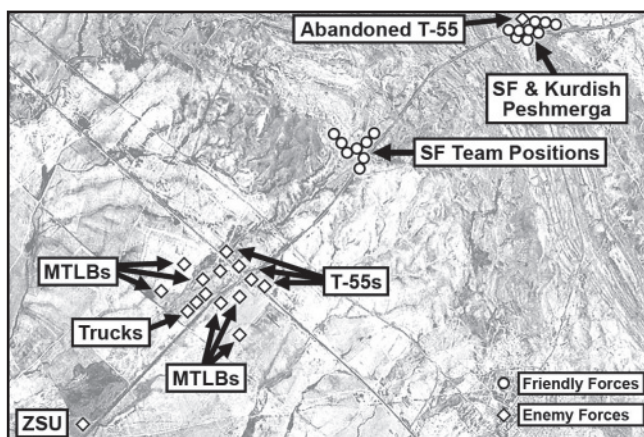 Abandoned T-55
SF & Kurdish
Peshmerga
SF Team Positions
MTLBs
T-55s
Trucks
MTLBs
ZSU
Friendly Forces
Enemy Forces